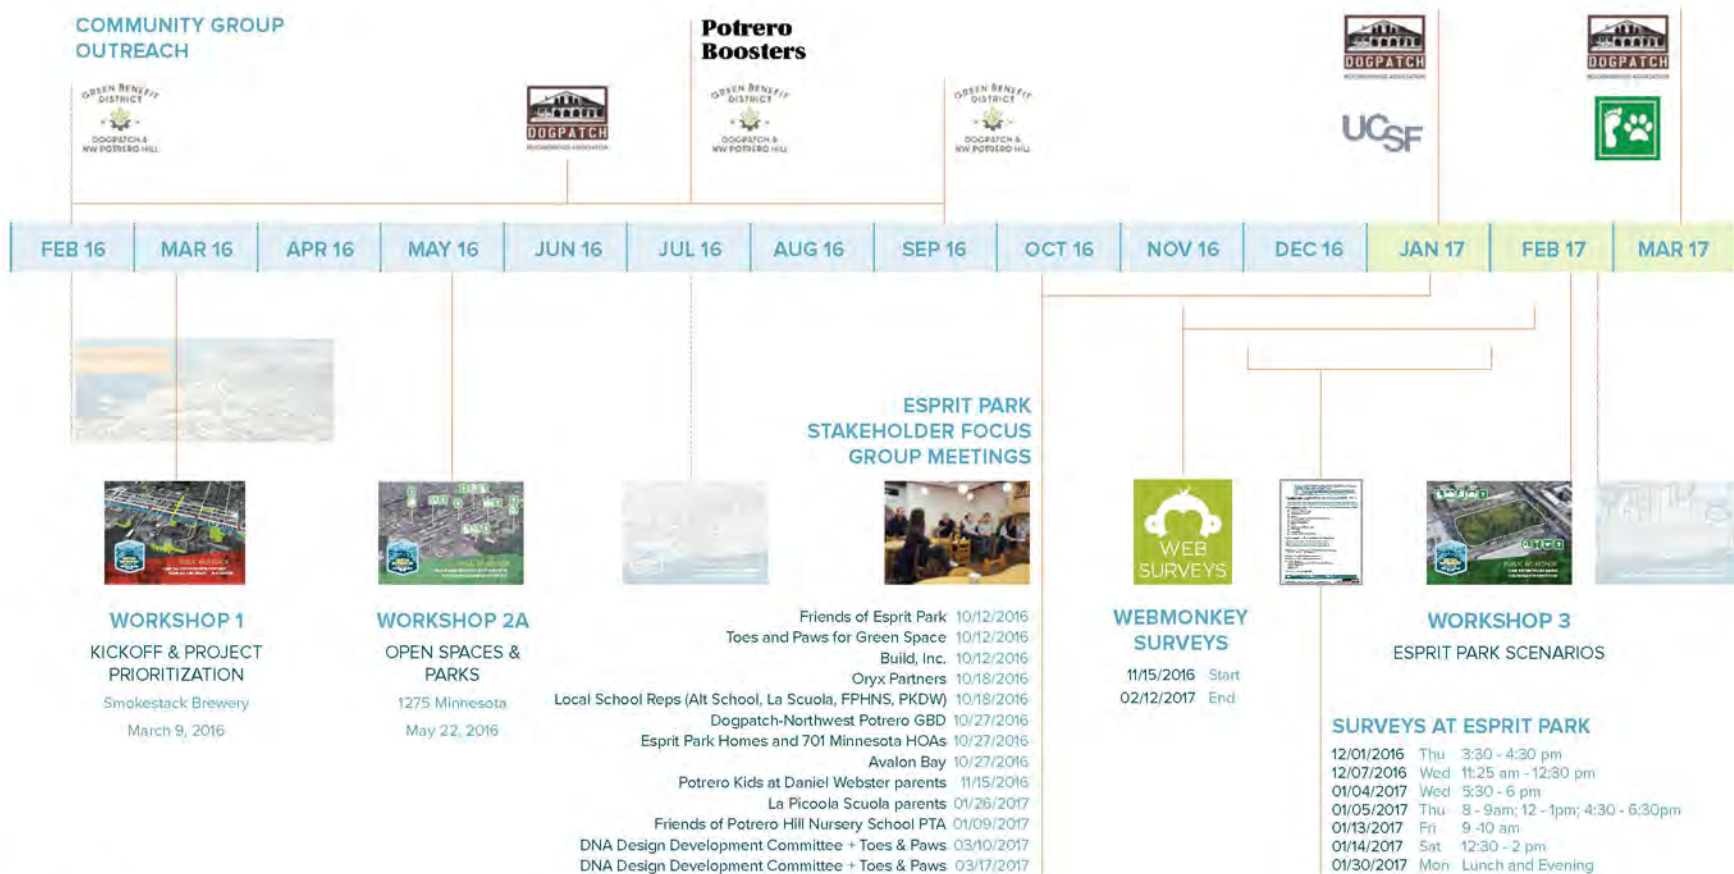 COMMUNITY GROUP
OUTREACH
GREEN BENEFIT
DISTRICT
DOGPATCH &
NW POTRERO HILL
DOGPATCH
NEIGHBORHOOD ASSOCIATION
Potrero
Boosters
GREEN BENEFIT
DISTRICT
DOGPATCH &
NW POTRERO HILL
GREEN BENEFIT
DISTRICT
DOGPATCH &
NW POTRERO HILL
DOGPATCH
NEIGHBORHOOD ASSOCIATION
UCSF
DOGPATCH
NEIGHBORHOOD ASSOCIATION
FEB 16
MAR 16
APR 16
MAY 16
JUN 16
JUL 16
AUG 16
SEP 16
OCT 16
NOV 16
DEC 16
JAN 17
FEB 17
MAR 17
WORKSHOP 1
KICKOFF & PROJECT
PRIORITIZATION
Smokestack Brewery
March 9, 2016
WORKSHOP 2A
OPEN SPACES &
PARKS
1275 Minnesota
May 22, 2016
ESPRIT PARK
STAKEHOLDER FOCUS
GROUP MEETINGS
Friends of Esprit Park 10/12/2016
Toes and Paws for Green Space 10/12/2016
Build, Inc. 10/12/2016
Oryx Partners 10/18/2016
Local School Reps (Alt School, La Scuola, FPHNS, PKDW) 10/18/2016
Dogpatch-Northwest Potrero GBD 10/27/2016
Esprit Park Homes and 701 Minnesota HOAs 10/27/2016
Avalon Bay 10/27/2016
Potrero Kids at Daniel Webster parents 11/15/2016
La Picoola Scuola parents 01/26/2017
Friends of Potrero Hill Nursery School PTA 01/09/2017
DNA Design Development Committee + Toes & Paws 03/10/2017
DNA Design Development Committee + Toes & Paws 03/17/2017
WEB
SURVEYS
WEBMONKEY
SURVEYS
11/15/2016 Start
02/12/2017 End
PUBLIC WORKSHOP
WORKSHOP 3
ESPRIT PARK SCENARIOS
SURVEYS AT ESPRIT PARK
12/01/2016 Thu 3:30 - 4:30 pm
12/07/2016 Wed 11:25 am - 12:30 pm
01/04/2017 Wed 5:30 - 6 pm
01/05/2017 Thu 8 - 9am; 12 - 1pm; 4:30 - 6:30pm
01/13/2017 Fri 9 -10 am
01/14/2017 Sat 12:30 - 2 pm
01/30/2017 Mon Lunch and Evening